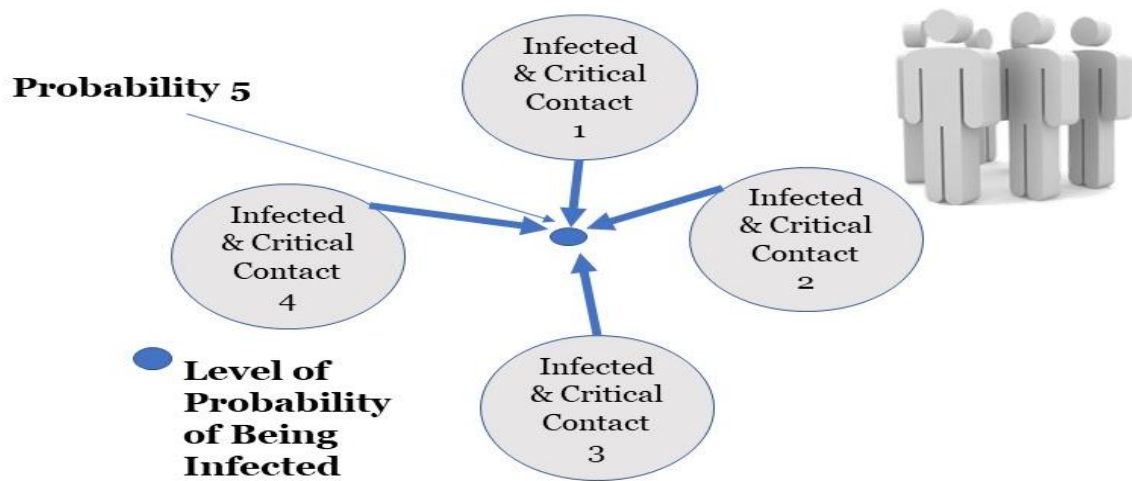 Infected
& Critical
Contact
1
Probability 5
Infected
& Critical
Contact
2
Infected
& Critical
Contact
4
Infected
& Critical
Contact
3
Level of
Probability
of Being
Infected